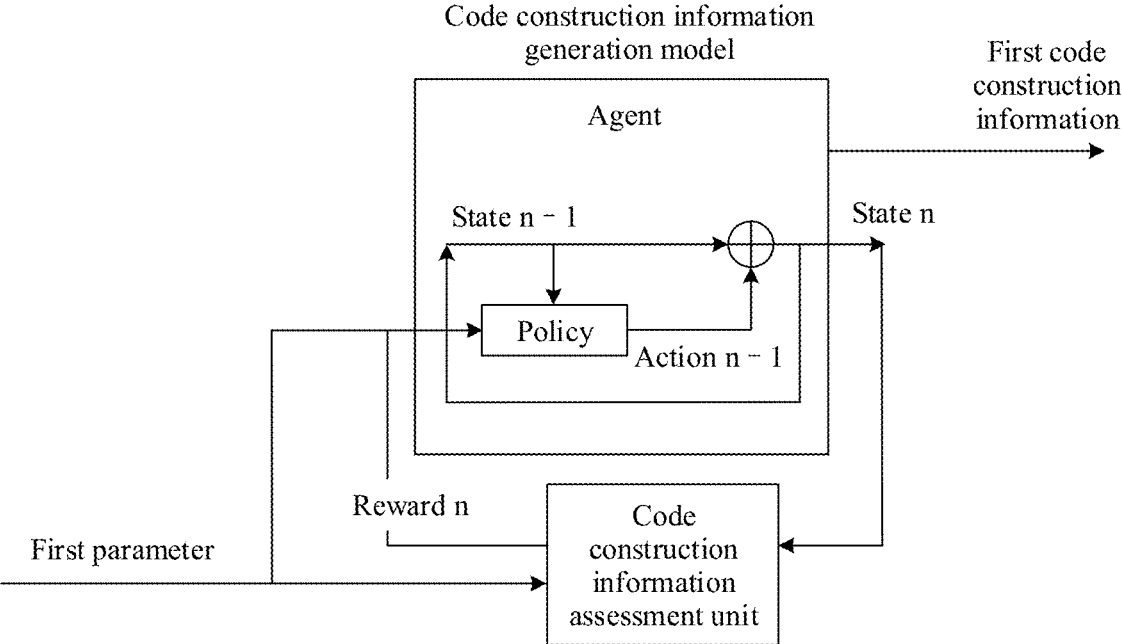 Code construction information
generation model
First code
construction
information
Agent
State n - 1
State n
Policy
Action n - 1
Reward n
First parameter
Code
construction
information
assessment unit